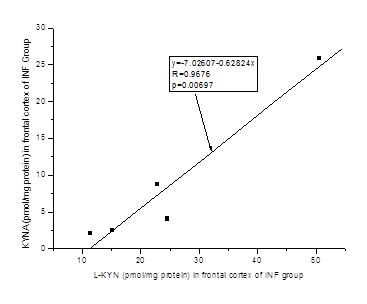 30
25
20
15
10
5
0
KYNA(pmol/mg protein) in frontal cortex of INF Group
y=-7.02607-0.62824x
R=0.9676
p=0.00697
10 20 30 40 50
L-KYN (pmol/mg protein) in frontal cortex of INF group